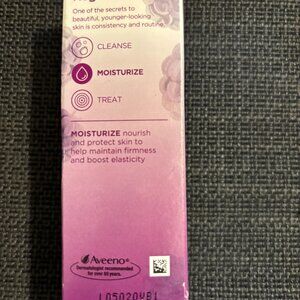 One of the secrets to
beautiful, younger-looking
skin is consistency and routine.
CLEANSE
MOISTURIZE
TREAT
MOISTURIZE nourish
and protect skin to
help maintain firmness
and boost elasticity
Aveeno®
Dermatologist recommended
for over 60 years.